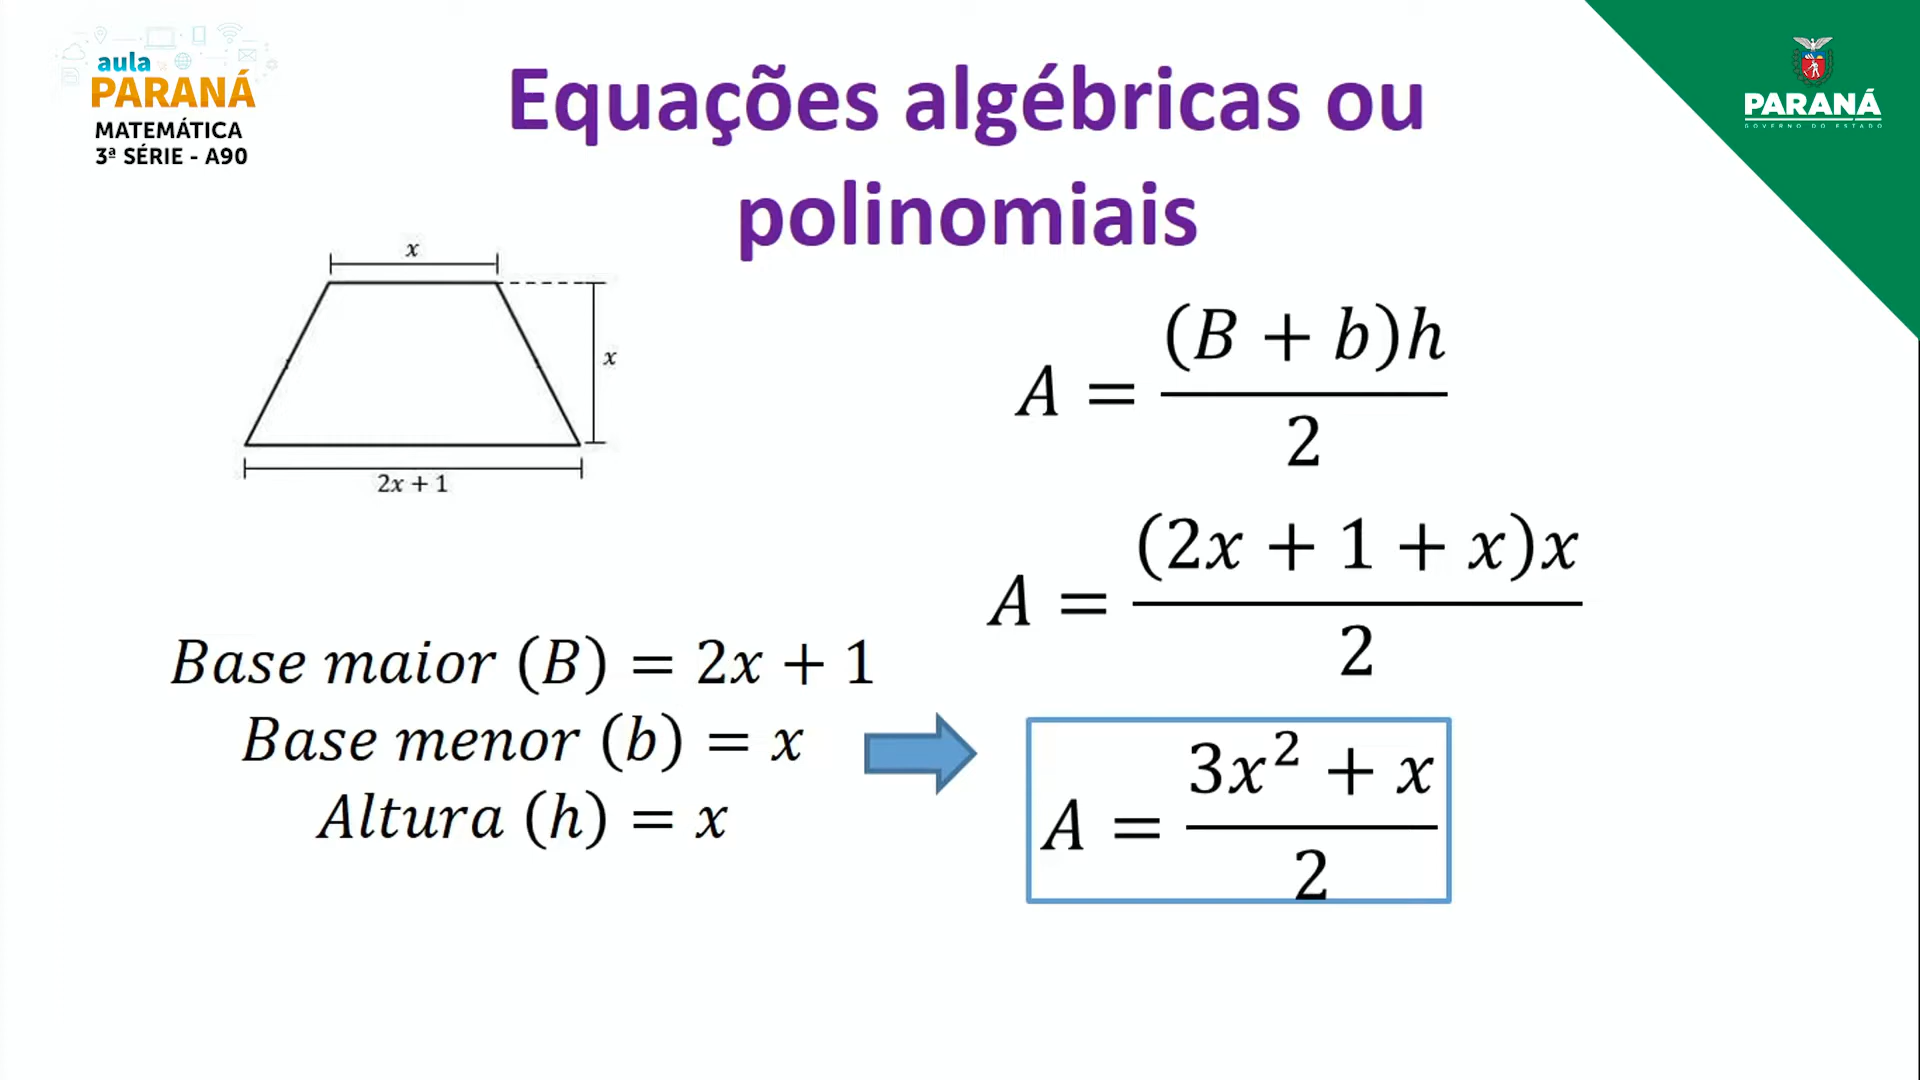 aula
PARANÁ
MATEMÁTICA
3ª SÉRIE - A90
PARANÁ
GOVERNO DO ESTADO
Equações algébricas ou
polinomiais
x
x
2x + 1
Base maior (B) = 2x + 1
Base menor (b) = x
Altura (h) = x
A = (B + b)h / 2
A = (2x + 1 + x)x / 2
A = 3x² + x / 2